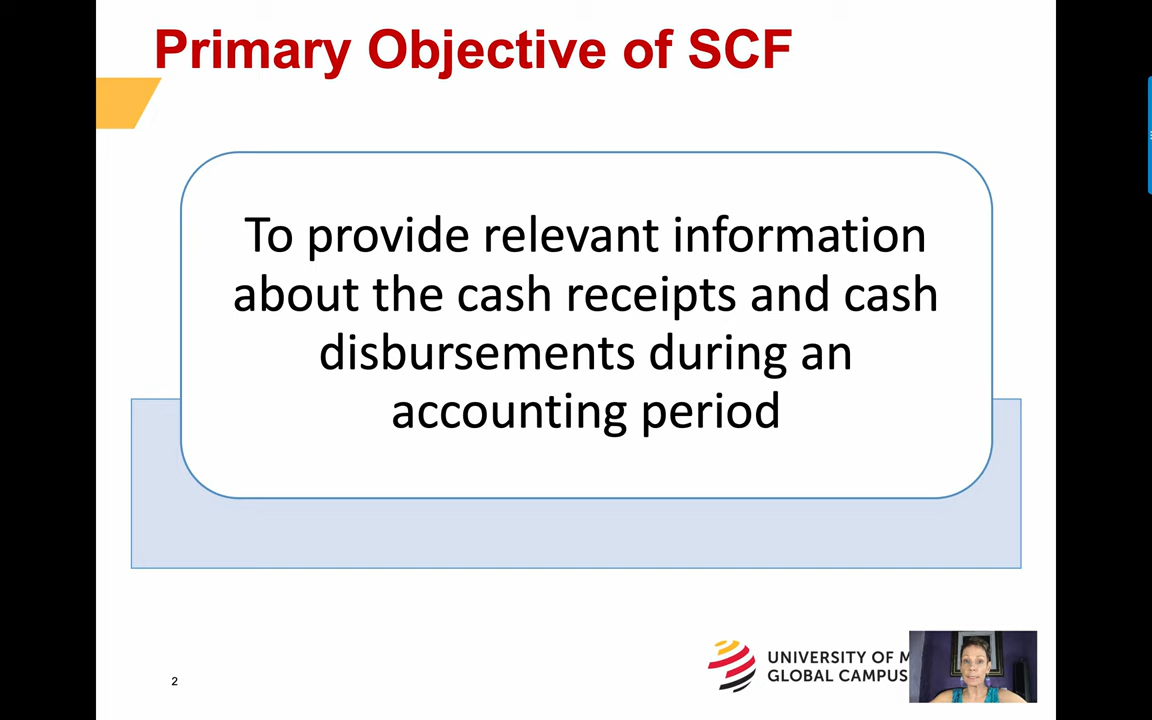 Primary Objective of SCF
To provide relevant information
about the cash receipts and cash
disbursements during an
accounting period
2
UNIVERSITY OF
GLOBAL CAMPUS